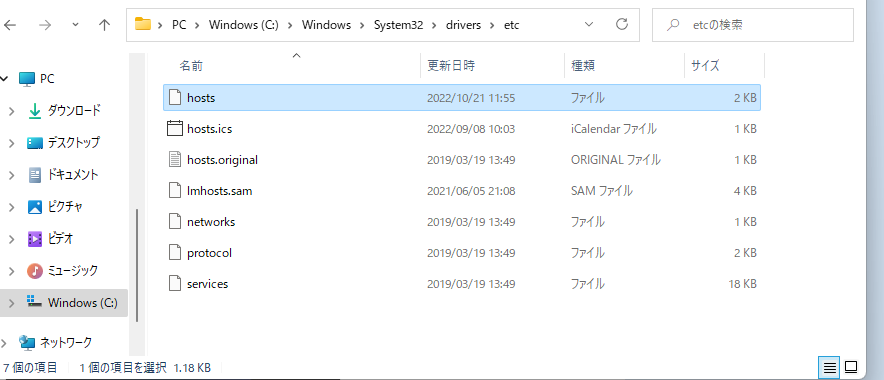 PC › Windows (C:) › Windows › System32 › drivers › etc
etcの検索
名前 更新日時 種類 サイズ
PC
ダウンロード
デスクトップ
ドキュメント
ピクチャ
ビデオ
ミュージック
Windows (C:)
ネットワーク
hosts 2022/10/21 11:55 ファイル 2 KB
hosts.ics 2022/09/08 10:03 iCalendar ファイル 1 KB
hosts.original 2019/03/19 13:49 ORIGINAL ファイル 1 KB
lmhosts.sam 2021/06/05 21:08 SAM ファイル 4 KB
networks 2019/03/19 13:49 ファイル 1 KB
protocol 2019/03/19 13:49 ファイル 2 KB
services 2019/03/19 13:49 ファイル 18 KB
7 個の項目 1 個の項目を選択 1.18 KB